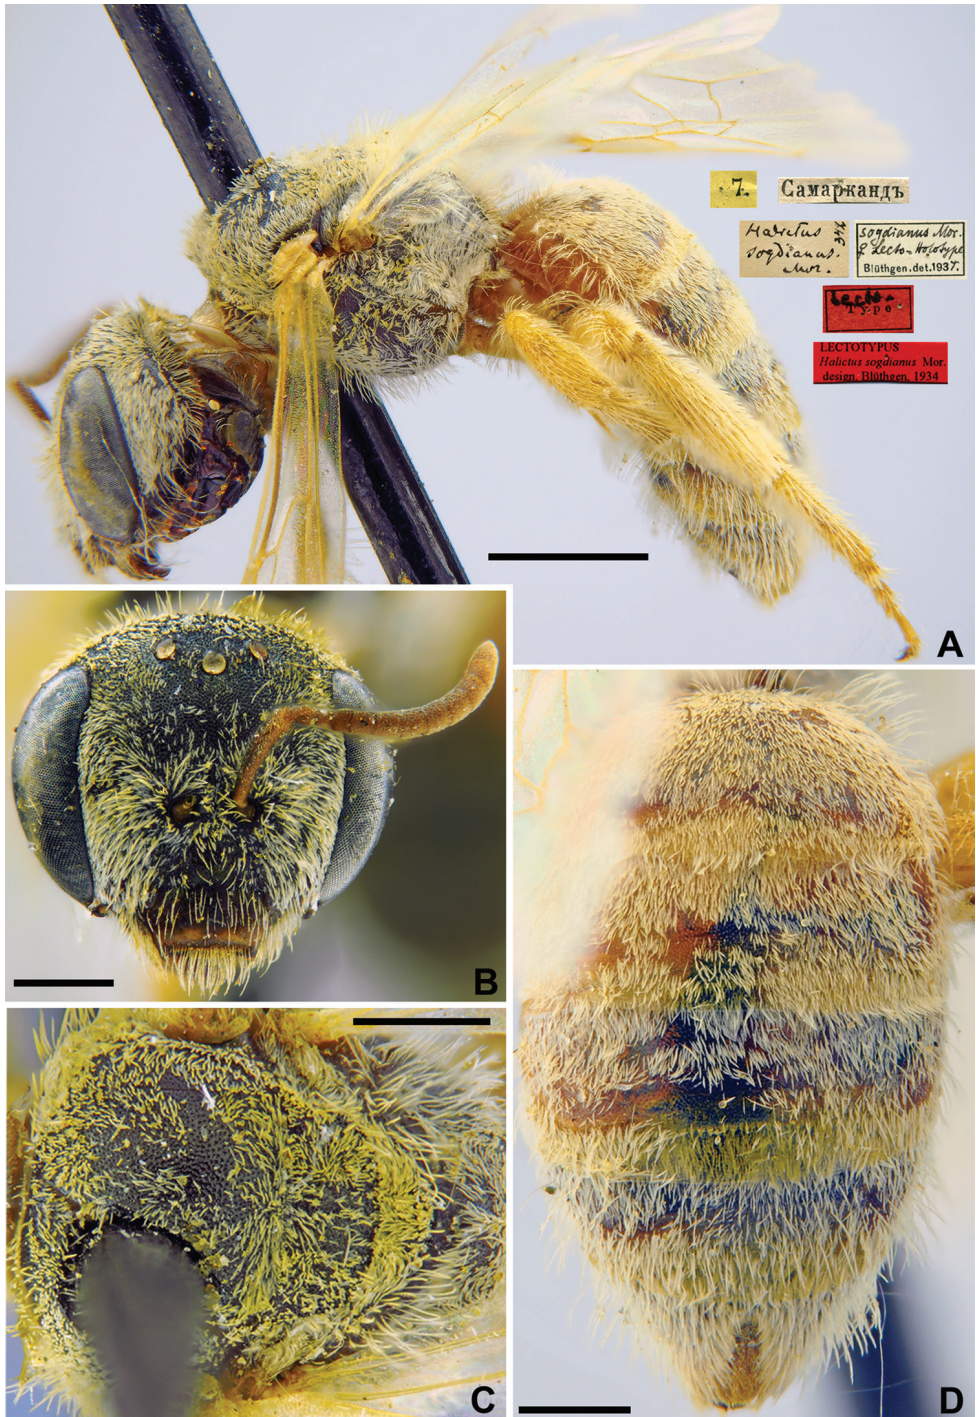 .7.
Самаркандъ
Halictus
sogdianus.
Mor.
sogdianus Mor.
♀ Lecto-Holotype
Blüthgen.det.1937.
Lecto-
Type
LECTOTYPUS
Halictus sogdianus Mor.
design. Blüthgen, 1934
A
B
C
D